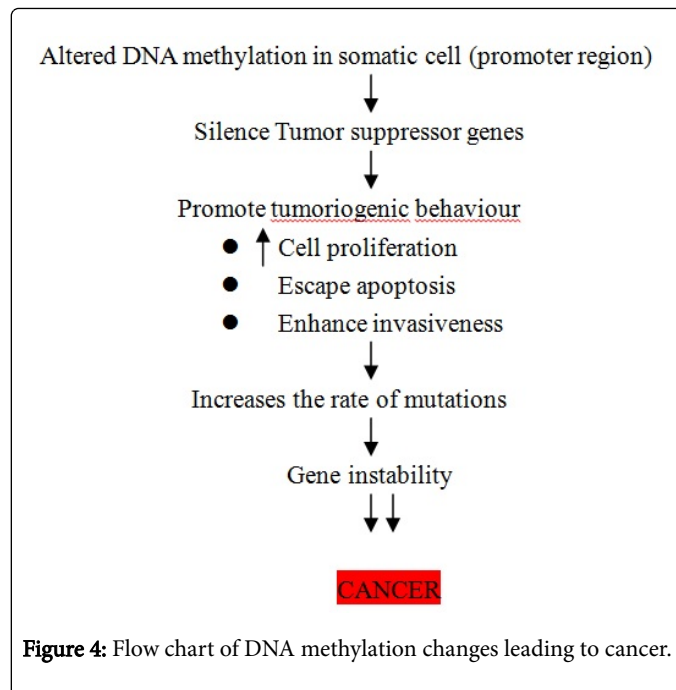 Altered DNA methylation in somatic cell (promoter region)
Silence Tumor suppressor genes
Promote tumoriogenic behaviour
● ↑ Cell proliferation
● Escape apoptosis
● Enhance invasiveness
Increases the rate of mutations
Gene instability
CANCER
Figure 4: Flow chart of DNA methylation changes leading to cancer.